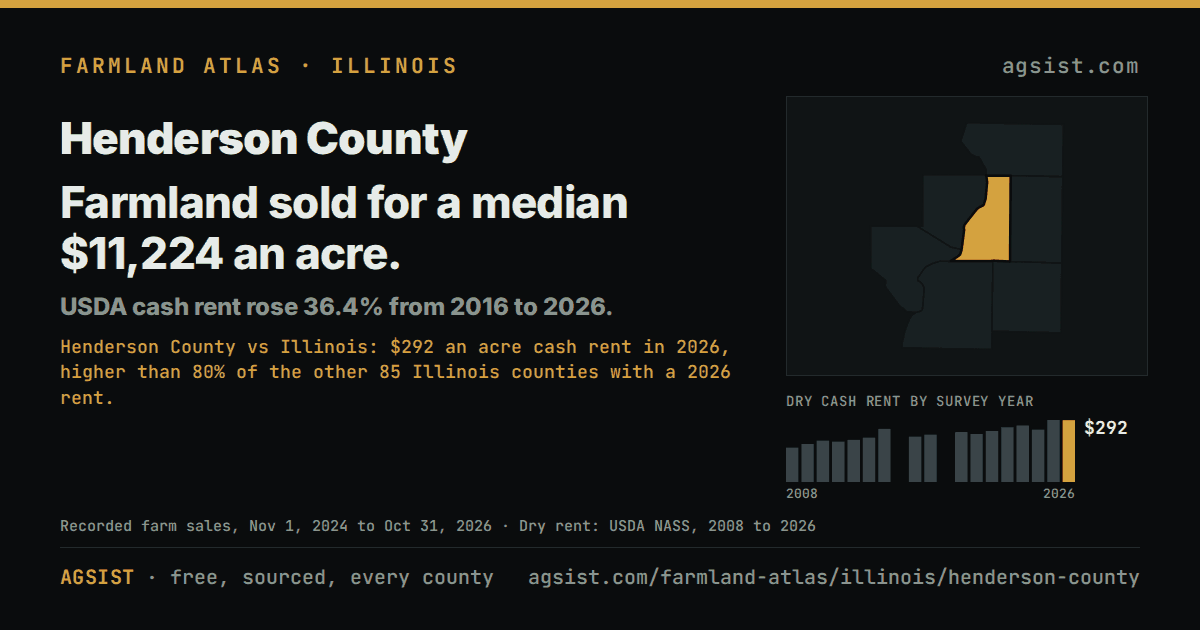 FARMLAND ATLAS · ILLINOIS
agsist.com
Henderson County
Farmland sold for a median
$11,224 an acre.
USDA cash rent rose 36.4% from 2016 to 2026.
Henderson County vs Illinois: $292 an acre cash rent in 2026,
higher than 80% of the other 85 Illinois counties with a 2026
rent.
DRY CASH RENT BY SURVEY YEAR
$292
2008
2026
Recorded farm sales, Nov 1, 2024 to Oct 31, 2026 · Dry rent: USDA NASS, 2008 to 2026
AGSIST · free, sourced, every county
agsist.com/farmland-atlas/illinois/henderson-county